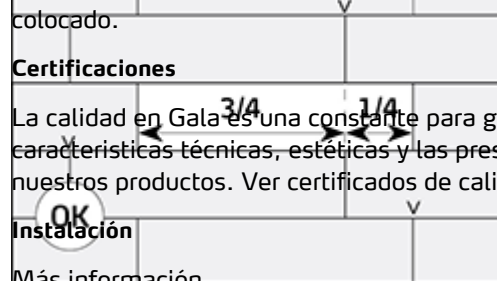 colocado.
Certificaciones
3/4 1/4
La calidad en Gala es una constante para g
características técnicas, estéticas y las pres
nuestros productos. Ver certificados de cali
OK
Instalación
Más información